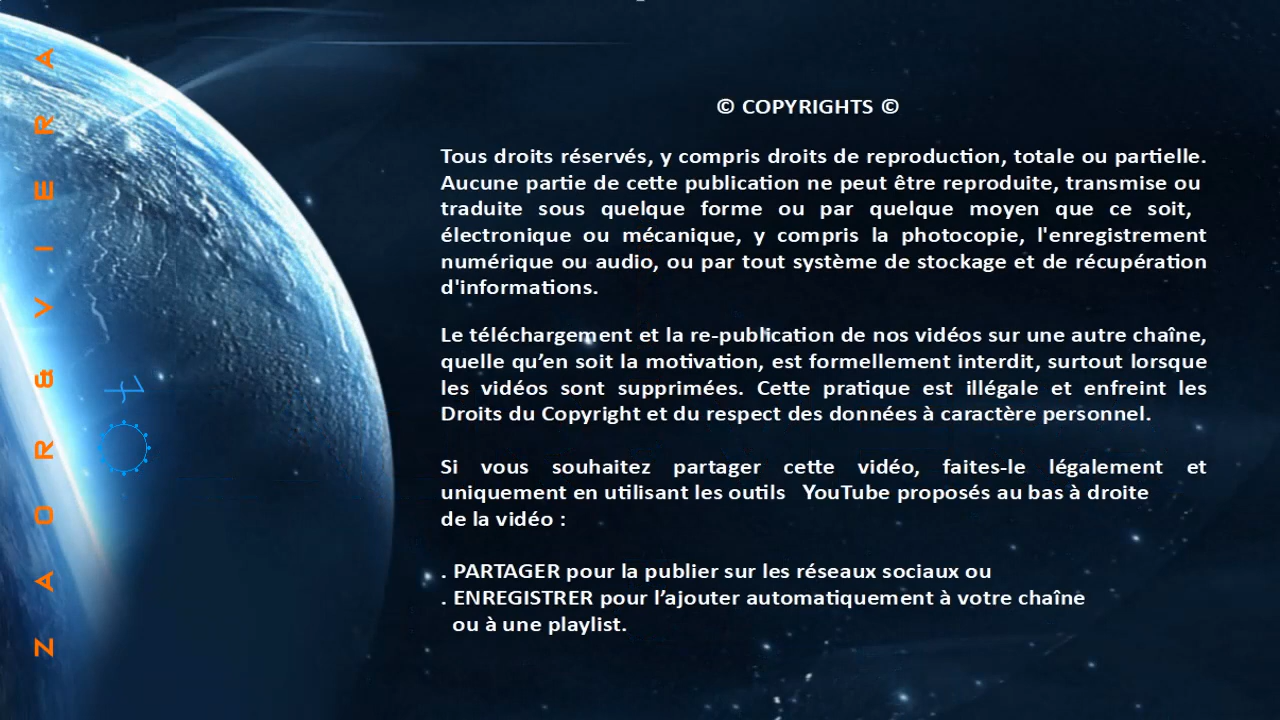 © COPYRIGHTS ©
Tous droits réservés, y compris droits de reproduction, totale ou partielle.
Aucune partie de cette publication ne peut être reproduite, transmise ou
traduite sous quelque forme ou par quelque moyen que ce soit,
électronique ou mécanique, y compris la photocopie, l'enregistrement
numérique ou audio, ou par tout système de stockage et de récupération
d'informations.
Le téléchargement et la re-publication de nos vidéos sur une autre chaîne,
quelle qu’en soit la motivation, est formellement interdit, surtout lorsque
les vidéos sont supprimées. Cette pratique est illégale et enfreint les
Droits du Copyright et du respect des données à caractère personnel.
Si vous souhaitez partager cette vidéo, faites-le légalement et
uniquement en utilisant les outils YouTube proposés au bas à droite
de la vidéo :
. PARTAGER pour la publier sur les réseaux sociaux ou
. ENREGISTRER pour l’ajouter automatiquement à votre chaîne
ou à une playlist.
ZAOR & VIERA